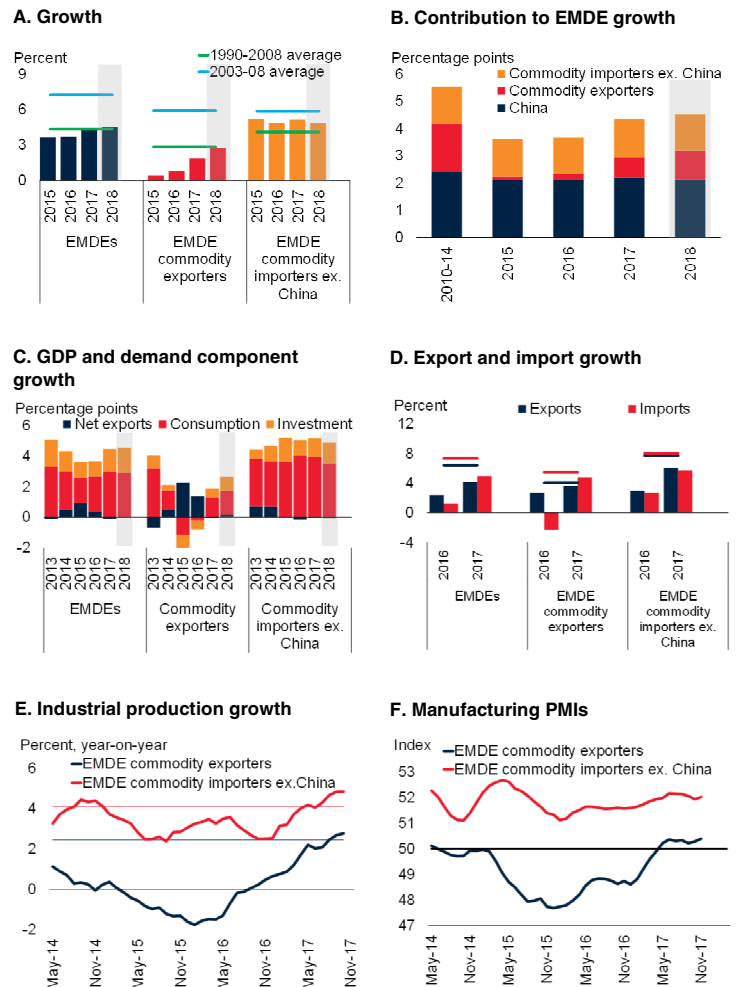 A. Growth
Percent
1990-2008 average
2003-08 average
9
6
3
0
2015
2016
2017
2018
2015
2016
2017
2018
2015
2016
2017
2018
EMDEs
EMDE
commodity
exporters
EMDE
commodity
importers ex.
China
B. Contribution to EMDE growth
Percentage points
Commodity importers ex. China
Commodity exporters
China
6
5
4
3
2
1
0
2010-14
2015
2016
2017
2018
C. GDP and demand component
growth
Percentage points
Net exports
Consumption
Investment
6
4
2
0
-2
2013
2014
2015
2016
2017
2018
2013
2014
2015
2016
2017
2018
2013
2014
2015
2016
2017
2018
EMDEs
Commodity
exporters
Commodity
importers ex.
China
D. Export and import growth
Percent
Exports
Imports
12
8
4
0
-4
2016
2017
2016
2017
2016
2017
EMDEs
EMDE
commodity
exporters
EMDE
commodity
importers ex.
China
E. Industrial production growth
Percent, year-on-year
EMDE commodity exporters
EMDE commodity importers ex.China
6
4
2
0
-2
May-14
Nov-14
May-15
Nov-15
May-16
Nov-16
May-17
Nov-17
F. Manufacturing PMIs
Index
EMDE commodity exporters
EMDE commodity importers ex. China
53
52
51
50
49
48
47
May-14
Nov-14
May-15
Nov-15
May-16
Nov-16
May-17
Nov-17